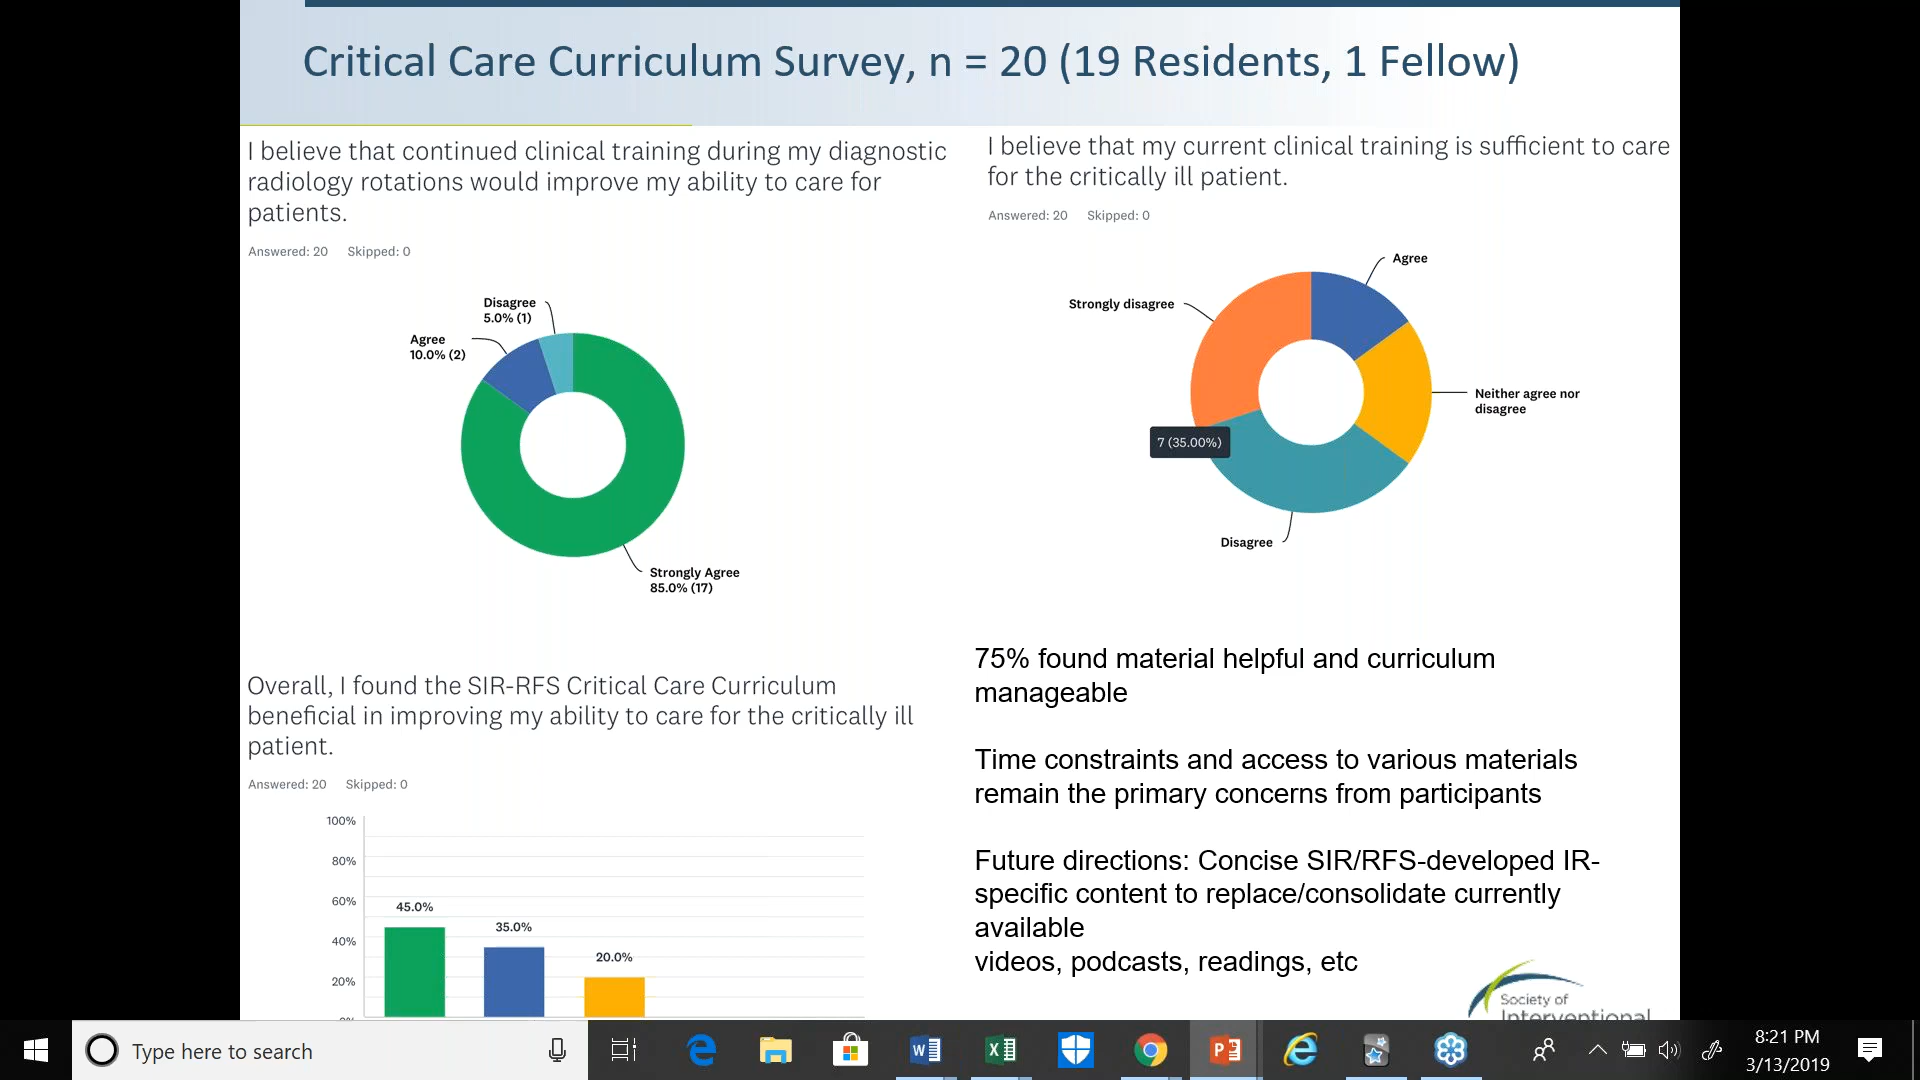 Critical Care Curriculum Survey, n = 20 (19 Residents, 1 Fellow)
I believe that continued clinical training during my diagnostic
radiology rotations would improve my ability to care for
patients.
Answered: 20 Skipped: 0
Disagree
5.0% (1)
Agree
10.0% (2)
Strongly Agree
85.0% (17)
I believe that my current clinical training is sufficient to care
for the critically ill patient.
Answered: 20 Skipped: 0
Agree
Strongly disagree
Neither agree nor
disagree
7 (35.00%)
Disagree
Overall, I found the SIR-RFS Critical Care Curriculum
beneficial in improving my ability to care for the critically ill
patient.
Answered: 20 Skipped: 0
100%
80%
60%
40%
20%
45.0%
35.0%
20.0%
75% found material helpful and curriculum
manageable
Time constraints and access to various materials
remain the primary concerns from participants
Future directions: Concise SIR/RFS-developed IR-
specific content to replace/consolidate currently
available
videos, podcasts, readings, etc
Society of
Interventional
Type here to search
8:21 PM
3/13/2019